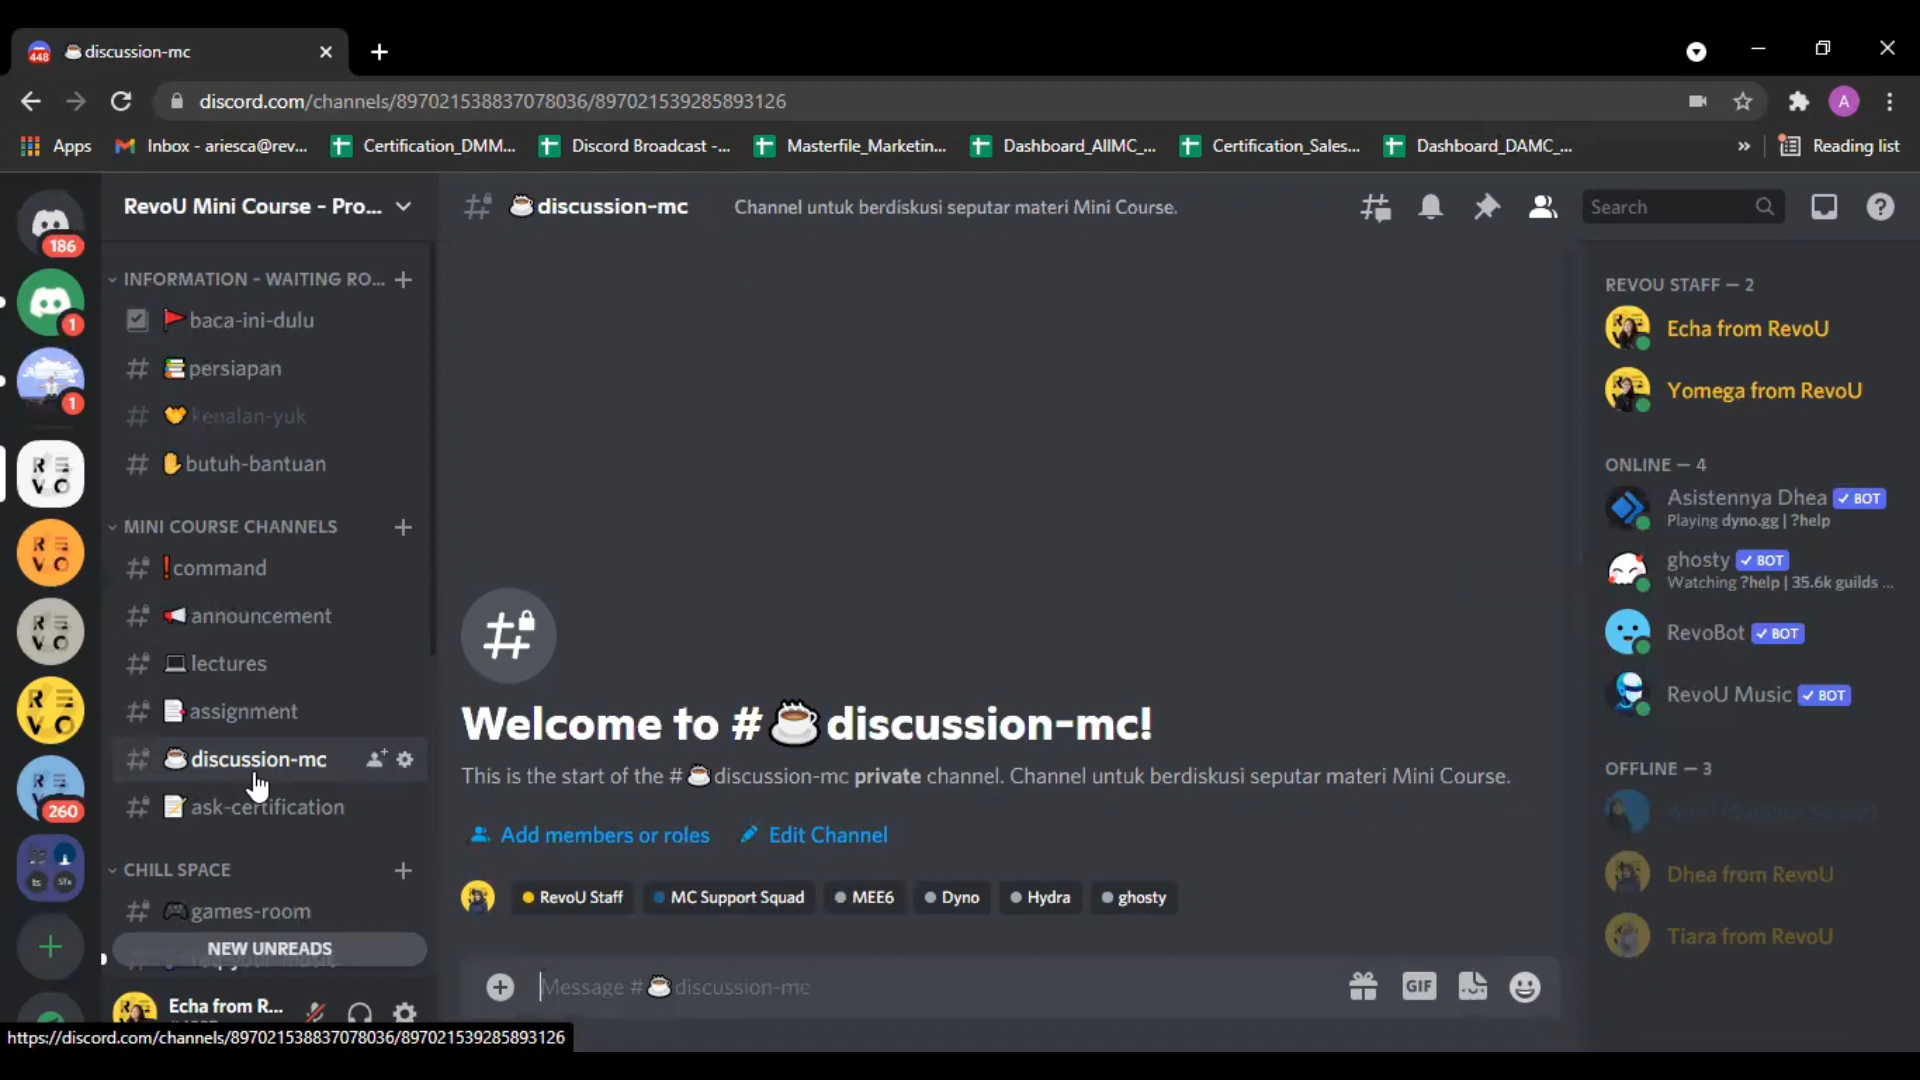 448
discussion-mc
discord.com/channels/897021538837078036/897021539285893126
A
Apps
Inbox - ariesca@rev...
Certification_DMM...
Discord Broadcast -...
Masterfile_Marketin...
Dashboard_AllMC_...
Certification_Sales...
Dashboard_DAMC_...
»
Reading list
186
1
1
260
RevoU Mini Course - Pro...
INFORMATION - WAITING RO...
baca-ini-dulu
persiapan
kenalan-yuk
butuh-bantuan
MINI COURSE CHANNELS
command
announcement
lectures
assignment
discussion-mc
ask-certification
CHILL SPACE
games-room
NEW UNREADS
Echa from R...
https://discord.com/channels/897021538837078036/897021539285893126
discussion-mc
Channel untuk berdiskusi seputar materi Mini Course.
Search
Welcome to #☕discussion-mc!
This is the start of the #☕discussion-mc private channel. Channel untuk berdiskusi seputar materi Mini Course.
Add members or roles
Edit Channel
RevoU Staff
MC Support Squad
MEE6
Dyno
Hydra
ghosty
Message #☕discussion-mc
GIF
REVOU STAFF — 2
Echa from RevoU
Yomega from RevoU
ONLINE — 4
Asistennya Dhea ✓ BOT
Playing dyno.gg | ?help
ghosty ✓ BOT
Watching ?help | 35.6k guilds ...
RevoBot ✓ BOT
RevoU Music ✓ BOT
OFFLINE — 3
Dhea from RevoU
Tiara from RevoU